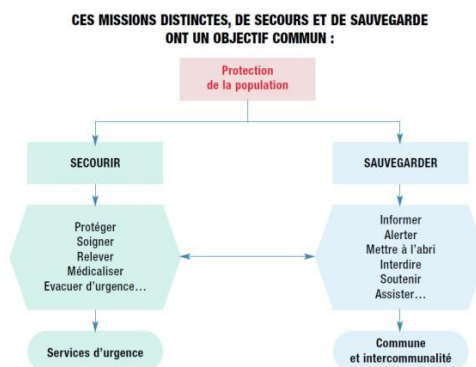 CES MISSIONS DISTINCTES, DE SECOURS ET DE SAUVEGARDE
ONT UN OBJECTIF COMMUN :
Protection
de la population
SECOURIR
SAUVEGARDER
Protéger
Soigner
Relever
Médicaliser
Evacuer d'urgence…
Informer
Alerter
Mettre à l'abri
Interdire
Soutenir
Assister…
Services d'urgence
Commune
et intercommunalité